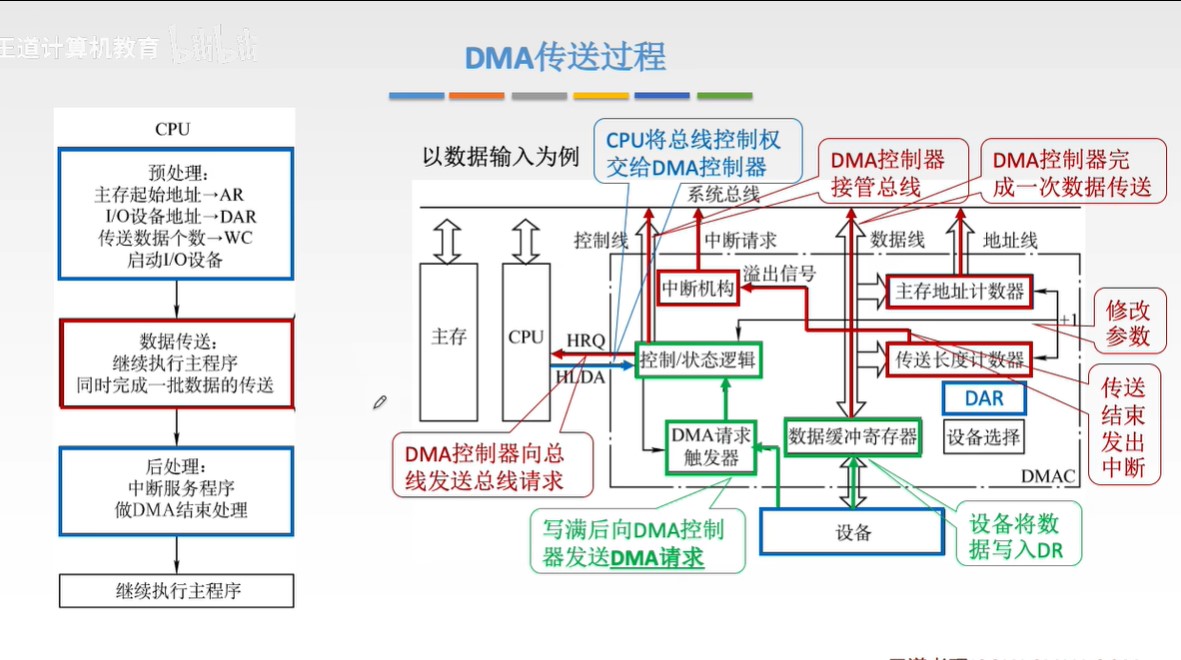 王道计算机教育 bilibili
DMA传送过程
CPU
预处理：
主存起始地址→AR
I/O设备地址→DAR
传送数据个数→WC
启动I/O设备
数据传送：
继续执行主程序
同时完成一批数据的传送
后处理：
中断服务程序
做DMA结束处理
继续执行主程序
以数据输入为例
CPU将总线控制权
交给DMA控制器
DMA控制器
接管总线
DMA控制器完
成一次数据传送
系统总线
控制线
中断请求
数据线
地址线
中断机构
溢出信号
主存地址计数器
+1
修改
参数
主存
CPU
HRQ
HLDA
控制/状态逻辑
传送长度计数器
DAR
传送
结束
发出
中断
DMA请求
触发器
数据缓冲寄存器
设备选择
DMAC
DMA控制器向总
线发送总线请求
写满后向DMA控制
器发送DMA请求
设备
设备将数
据写入DR